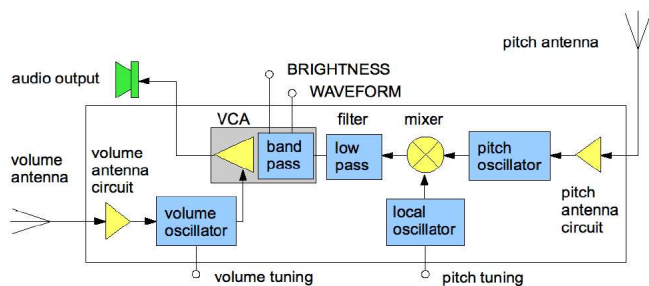 pitch antenna
audio output
BRIGHTNESS
WAVEFORM
VCA
filter
mixer
volume
antenna
volume
antenna
circuit
band
pass
low
pass
pitch
oscillator
pitch
antenna
circuit
volume
oscillator
local
oscillator
volume tuning
pitch tuning